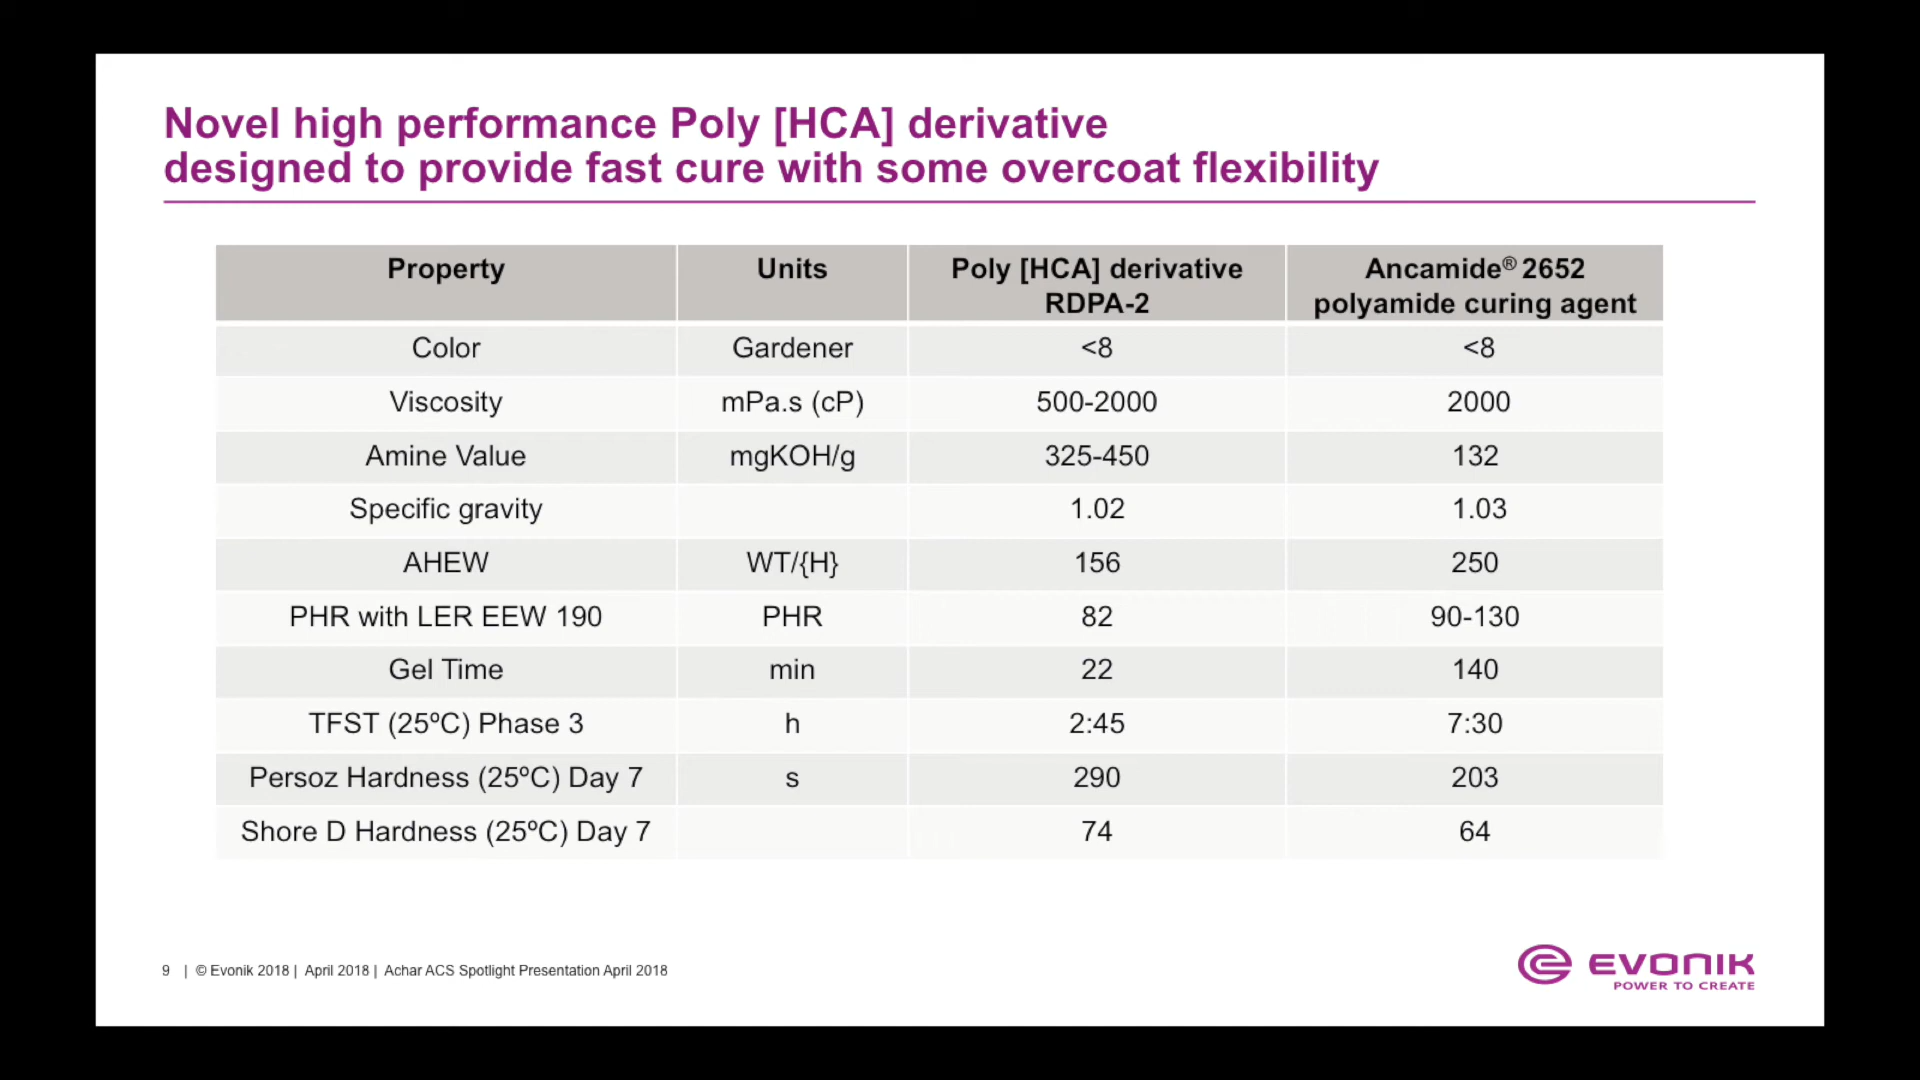 Novel high performance Poly [HCA] derivative
designed to provide fast cure with some overcoat flexibility
Property Units Poly [HCA] derivative RDPA-2 Ancamide® 2652 polyamide curing agent
Color Gardener <8 <8
Viscosity mPa.s (cP) 500-2000 2000
Amine Value mgKOH/g 325-450 132
Specific gravity 1.02 1.03
AHEW WT/{H} 156 250
PHR with LER EEW 190 PHR 82 90-130
Gel Time min 22 140
TFST (25ºC) Phase 3 h 2:45 7:30
Persoz Hardness (25ºC) Day 7 s 290 203
Shore D Hardness (25ºC) Day 7 74 64
9 | © Evonik 2018 | April 2018 | Achar ACS Spotlight Presentation April 2018
EVONIK
POWER TO CREATE